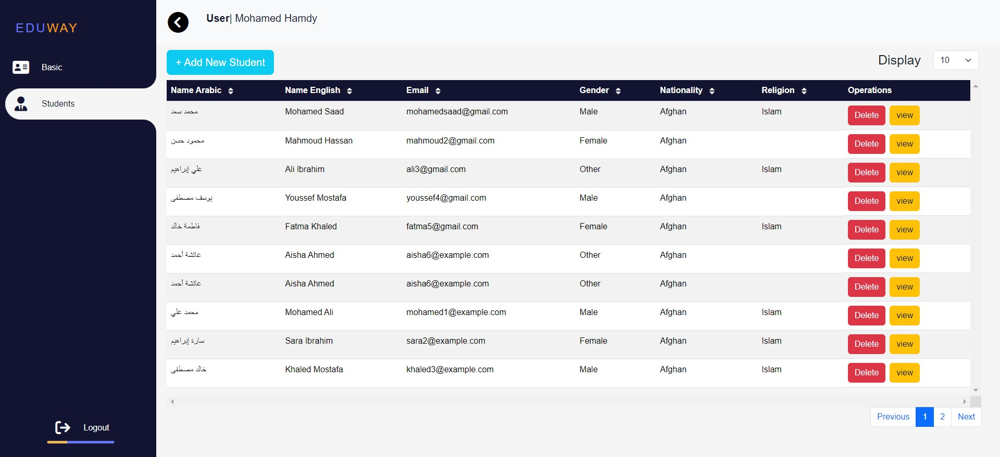 EDUWAY
Basic
Students
Logout
User| Mohamed Hamdy
+ Add New Student
Display 10
Name Arabic Name English Email Gender Nationality Religion Operations
محمد سعد Mohamed Saad mohamedsaad@gmail.com Male Afghan Islam Delete view
محمود حسن Mahmoud Hassan mahmoud2@gmail.com Female Afghan Delete view
علي إبراهيم Ali Ibrahim ali3@gmail.com Other Afghan Islam Delete view
يوسف مصطفى Youssef Mostafa youssef4@gmail.com Male Afghan Delete view
فاطمة خالد Fatma Khaled fatma5@gmail.com Female Afghan Islam Delete view
عائشة أحمد Aisha Ahmed aisha6@example.com Other Afghan Delete view
عائشة أحمد Aisha Ahmed aisha6@example.com Other Afghan Delete view
محمد علي Mohamed Ali mohamed1@example.com Male Afghan Islam Delete view
سارة إبراهيم Sara Ibrahim sara2@example.com Female Afghan Islam Delete view
خالد مصطفى Khaled Mostafa khaled3@example.com Male Afghan Islam Delete view
Previous 1 2 Next